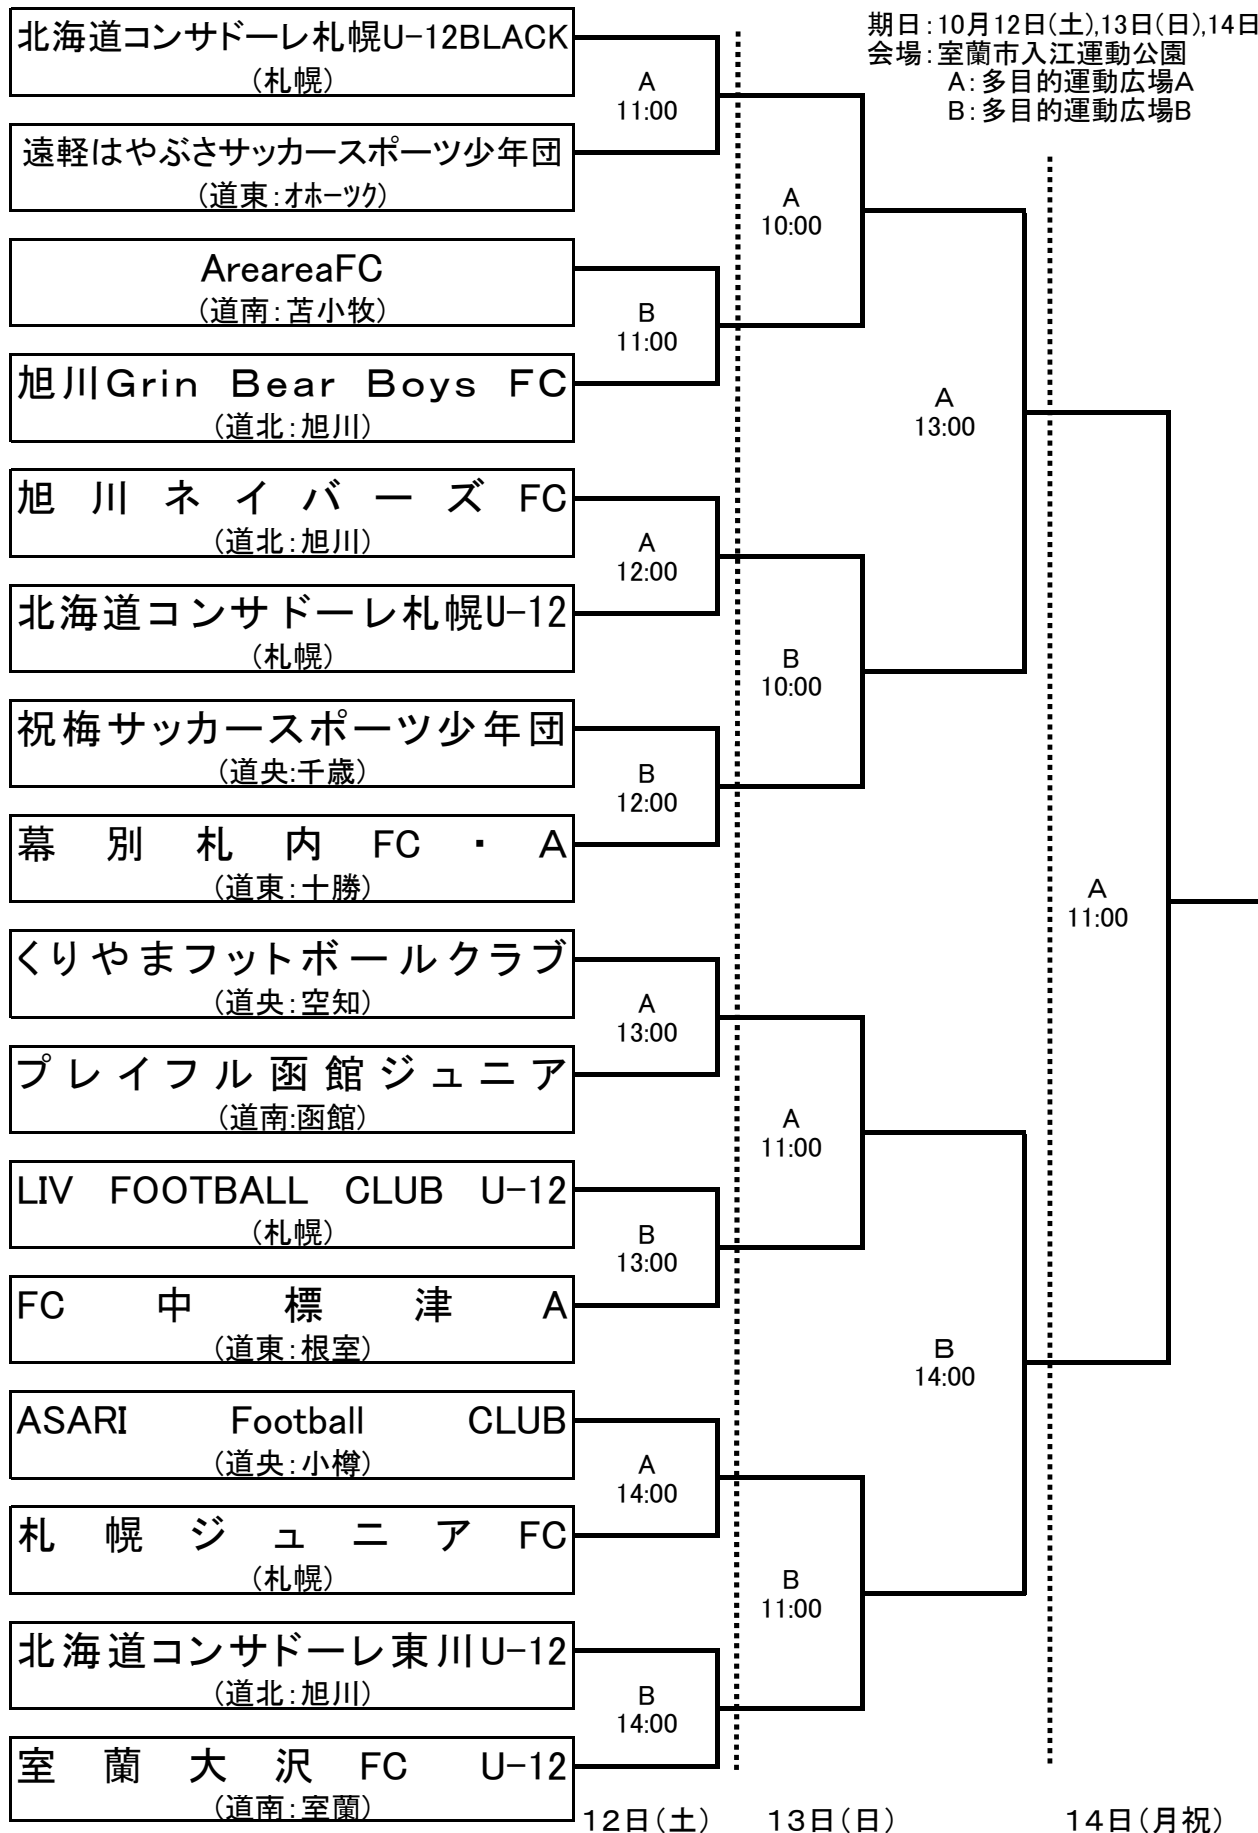 期日：10月12日(土),13日(日),14日
会場：室蘭市入江運動公園
A：多目的運動広場A
B：多目的運動広場B
北海道コンサドーレ札幌U-12BLACK
（札幌）
遠軽はやぶさサッカースポーツ少年団
（道東：オホーツク）
A
11:00
AreareaFC
（道南：苫小牧）
旭川Grin Bear Boys FC
（道北：旭川）
B
11:00
A
10:00
旭川ネイバーズFC
（道北：旭川）
北海道コンサドーレ札幌U-12
（札幌）
A
12:00
祝梅サッカースポーツ少年団
（道央:千歳）
幕別札内FC・A
（道東：十勝）
B
12:00
B
10:00
A
13:00
くりやまフットボールクラブ
（道央：空知）
プレイフル函館ジュニア
（道南:函館）
A
13:00
LIV FOOTBALL CLUB U-12
（札幌）
FC中標津A
（道東：根室）
B
13:00
A
11:00
ASARI Football CLUB
（道央：小樽）
札幌ジュニアFC
（札幌）
A
14:00
北海道コンサドーレ東川U-12
（道北：旭川）
室蘭大沢FC U-12
（道南：室蘭）
B
14:00
B
11:00
B
14:00
A
11:00
12日（土）
13日（日）
14日（月祝）